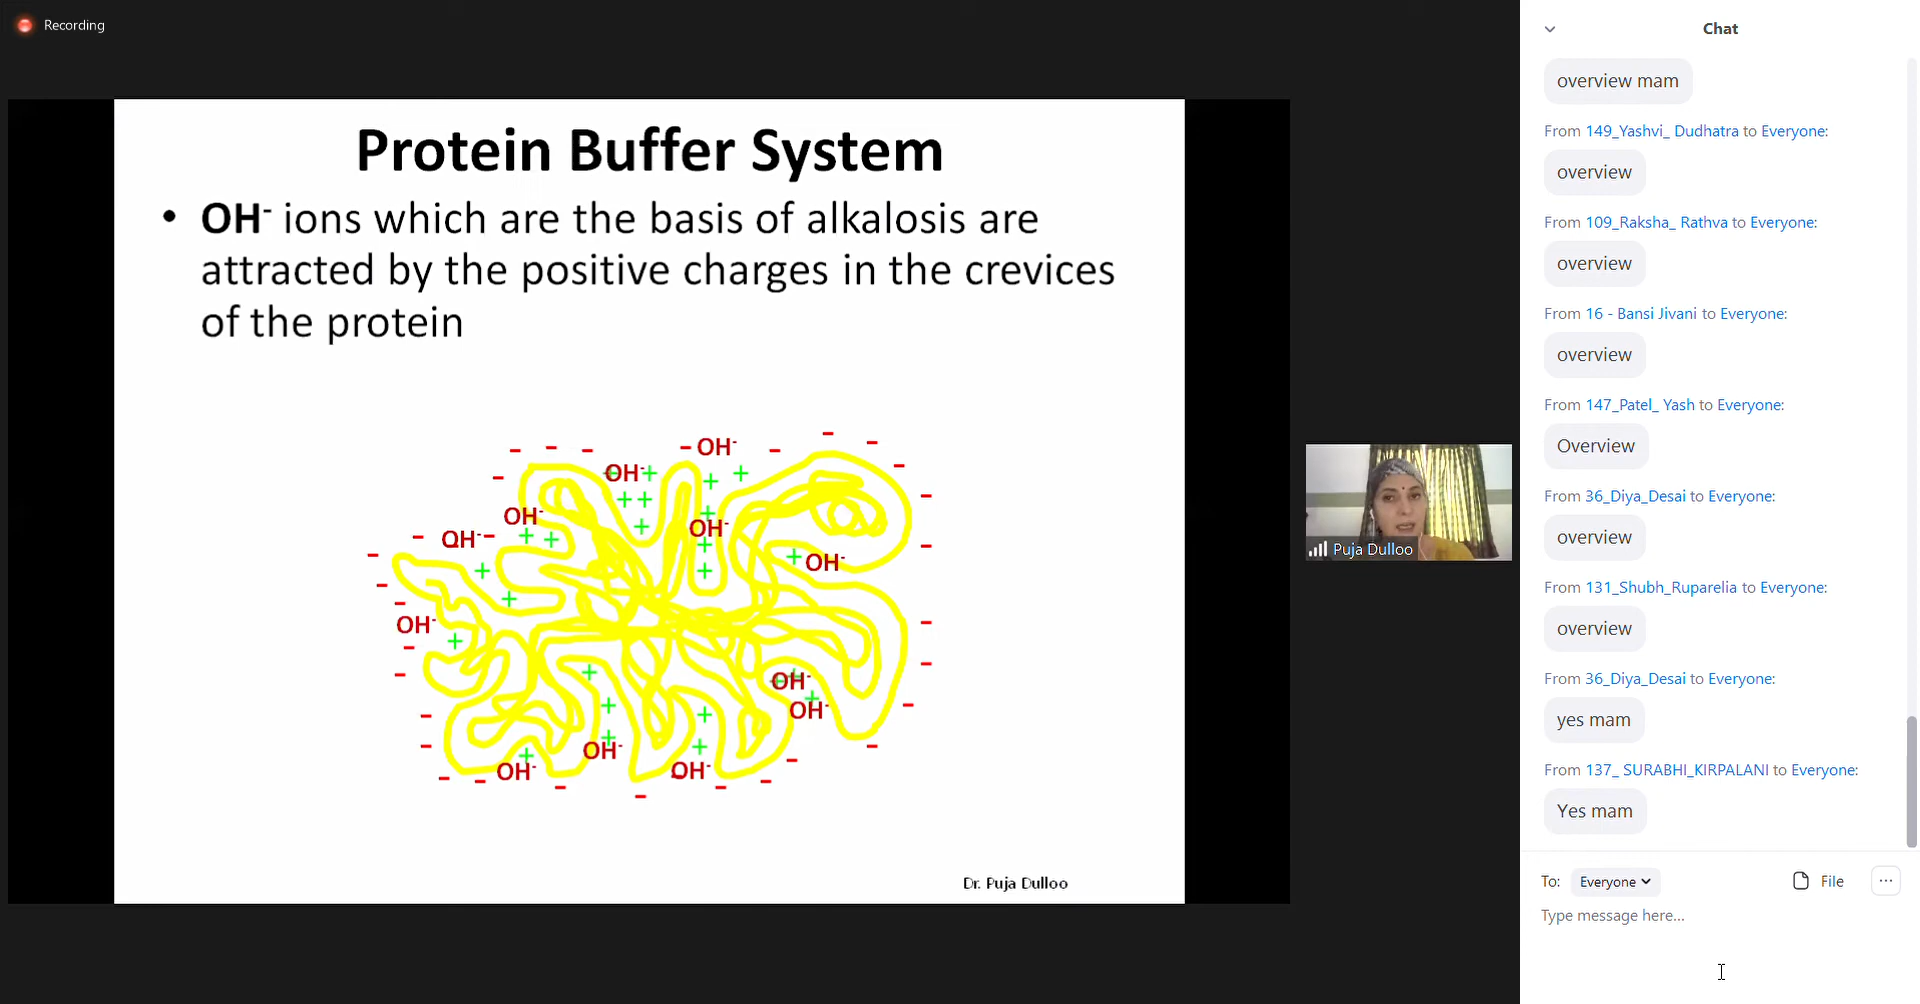 Recording
Protein Buffer System
• OH- ions which are the basis of alkalosis are
attracted by the positive charges in the crevices
of the protein
- - - - OH- - - -
OH- +
OH-
OH-
- QH- -
OH-
OH-
OH-
OH-
OH-
OH-
OH-
OH-
Dr. Puja Dulloo
Puja Dulloo
Chat
overview mam
From 149_Yashvi_ Dudhatra to Everyone:
overview
From 109_Raksha_ Rathva to Everyone:
overview
From 16 - Bansi Jivani to Everyone:
overview
From 147_Patel_ Yash to Everyone:
Overview
From 36_Diya_Desai to Everyone:
overview
From 131_Shubh_Ruparelia to Everyone:
overview
From 36_Diya_Desai to Everyone:
yes mam
From 137_ SURABHI_KIRPALANI to Everyone:
Yes mam
To: Everyone File ...
Type message here...